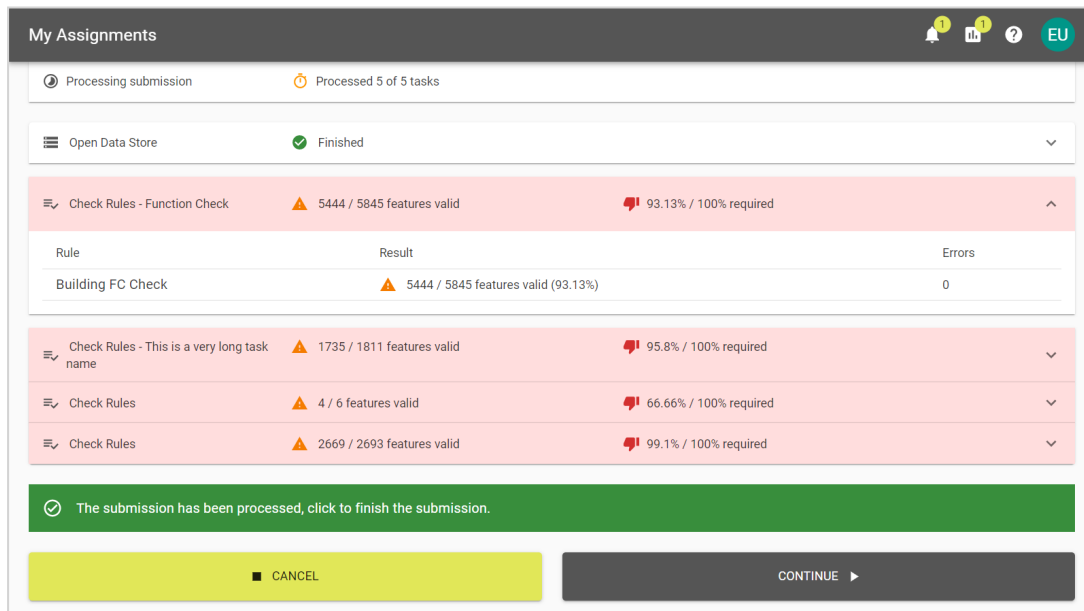 My Assignments
1
1
EU
Processing submission
Processed 5 of 5 tasks
Open Data Store
Finished
Check Rules - Function Check
5444 / 5845 features valid
93.13% / 100% required
Rule
Result
Errors
Building FC Check
5444 / 5845 features valid (93.13%)
0
Check Rules - This is a very long task
name
1735 / 1811 features valid
95.8% / 100% required
Check Rules
4 / 6 features valid
66.66% / 100% required
Check Rules
2669 / 2693 features valid
99.1% / 100% required
The submission has been processed, click to finish the submission.
CANCEL
CONTINUE